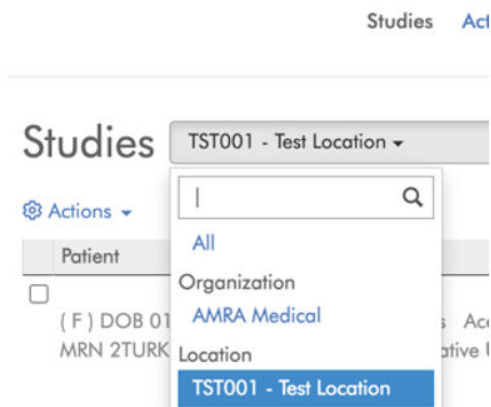 Studies
Studies TST001 - Test Location
Actions
All
Patient
Organization
AMRA Medical
( F ) DOB 01
MRN 2TURK
Location
TST001 - Test Location